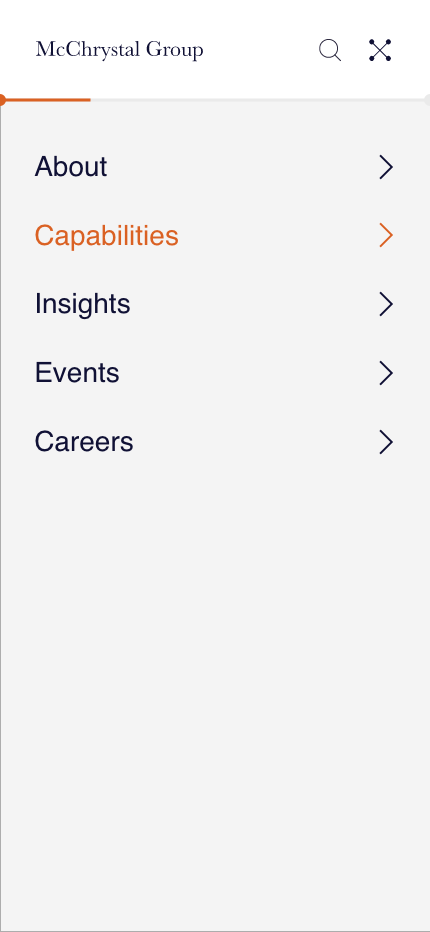 McChrystal Group
About
Capabilities
Insights
Events
Careers